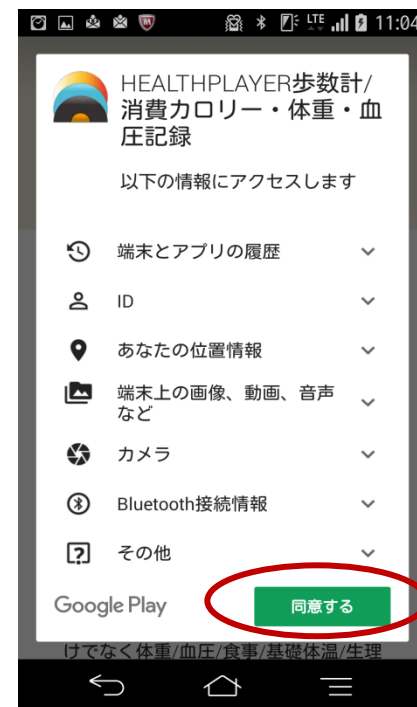 LTE 11:04
HEALTHPLAYER歩数計/
消費カロリー・体重・血
圧記録
以下の情報にアクセスします
端末とアプリの履歴
ID
あなたの位置情報
端末上の画像、動画、音声
など
カメラ
Bluetooth接続情報
その他
Google Play 同意する
けでなく体重/血圧/食事/基礎体温/生理